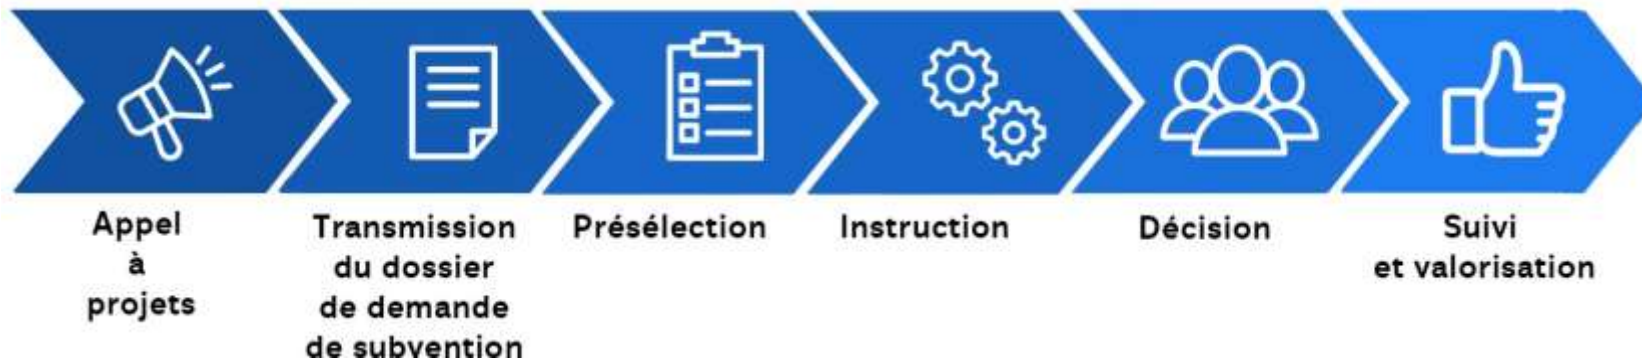 Appel
à
projets
Transmission
du dossier
de demande
de subvention
Présélection
Instruction
Décision
Suivi
et valorisation